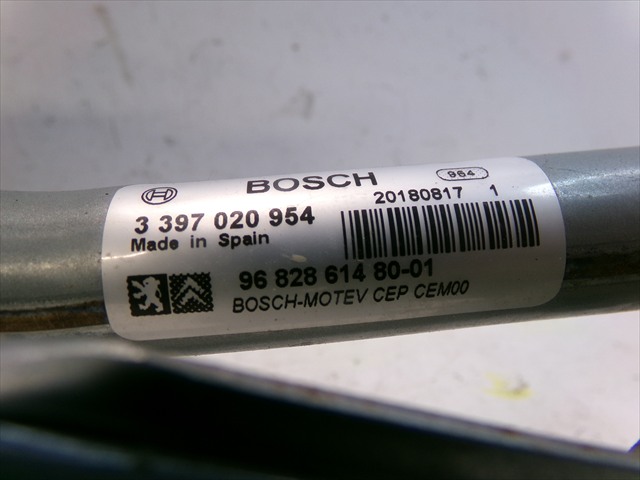 BOSCH
964
3 397 020 954
20180817 1
Made in Spain
96 828 614 80-01
BOSCH-MOTEV CEP CEM00